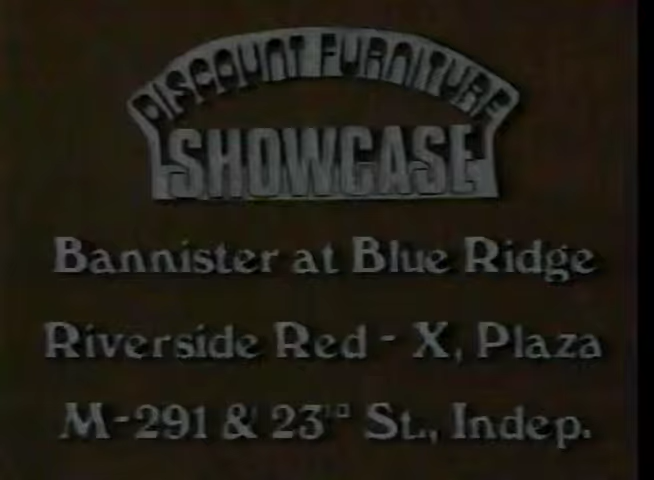 DISCOUNT FURNITURE
SHOWCASE
Bannister at Blue Ridge
Riverside Red - X, Plaza
M-291 & 23rd St., Indep.